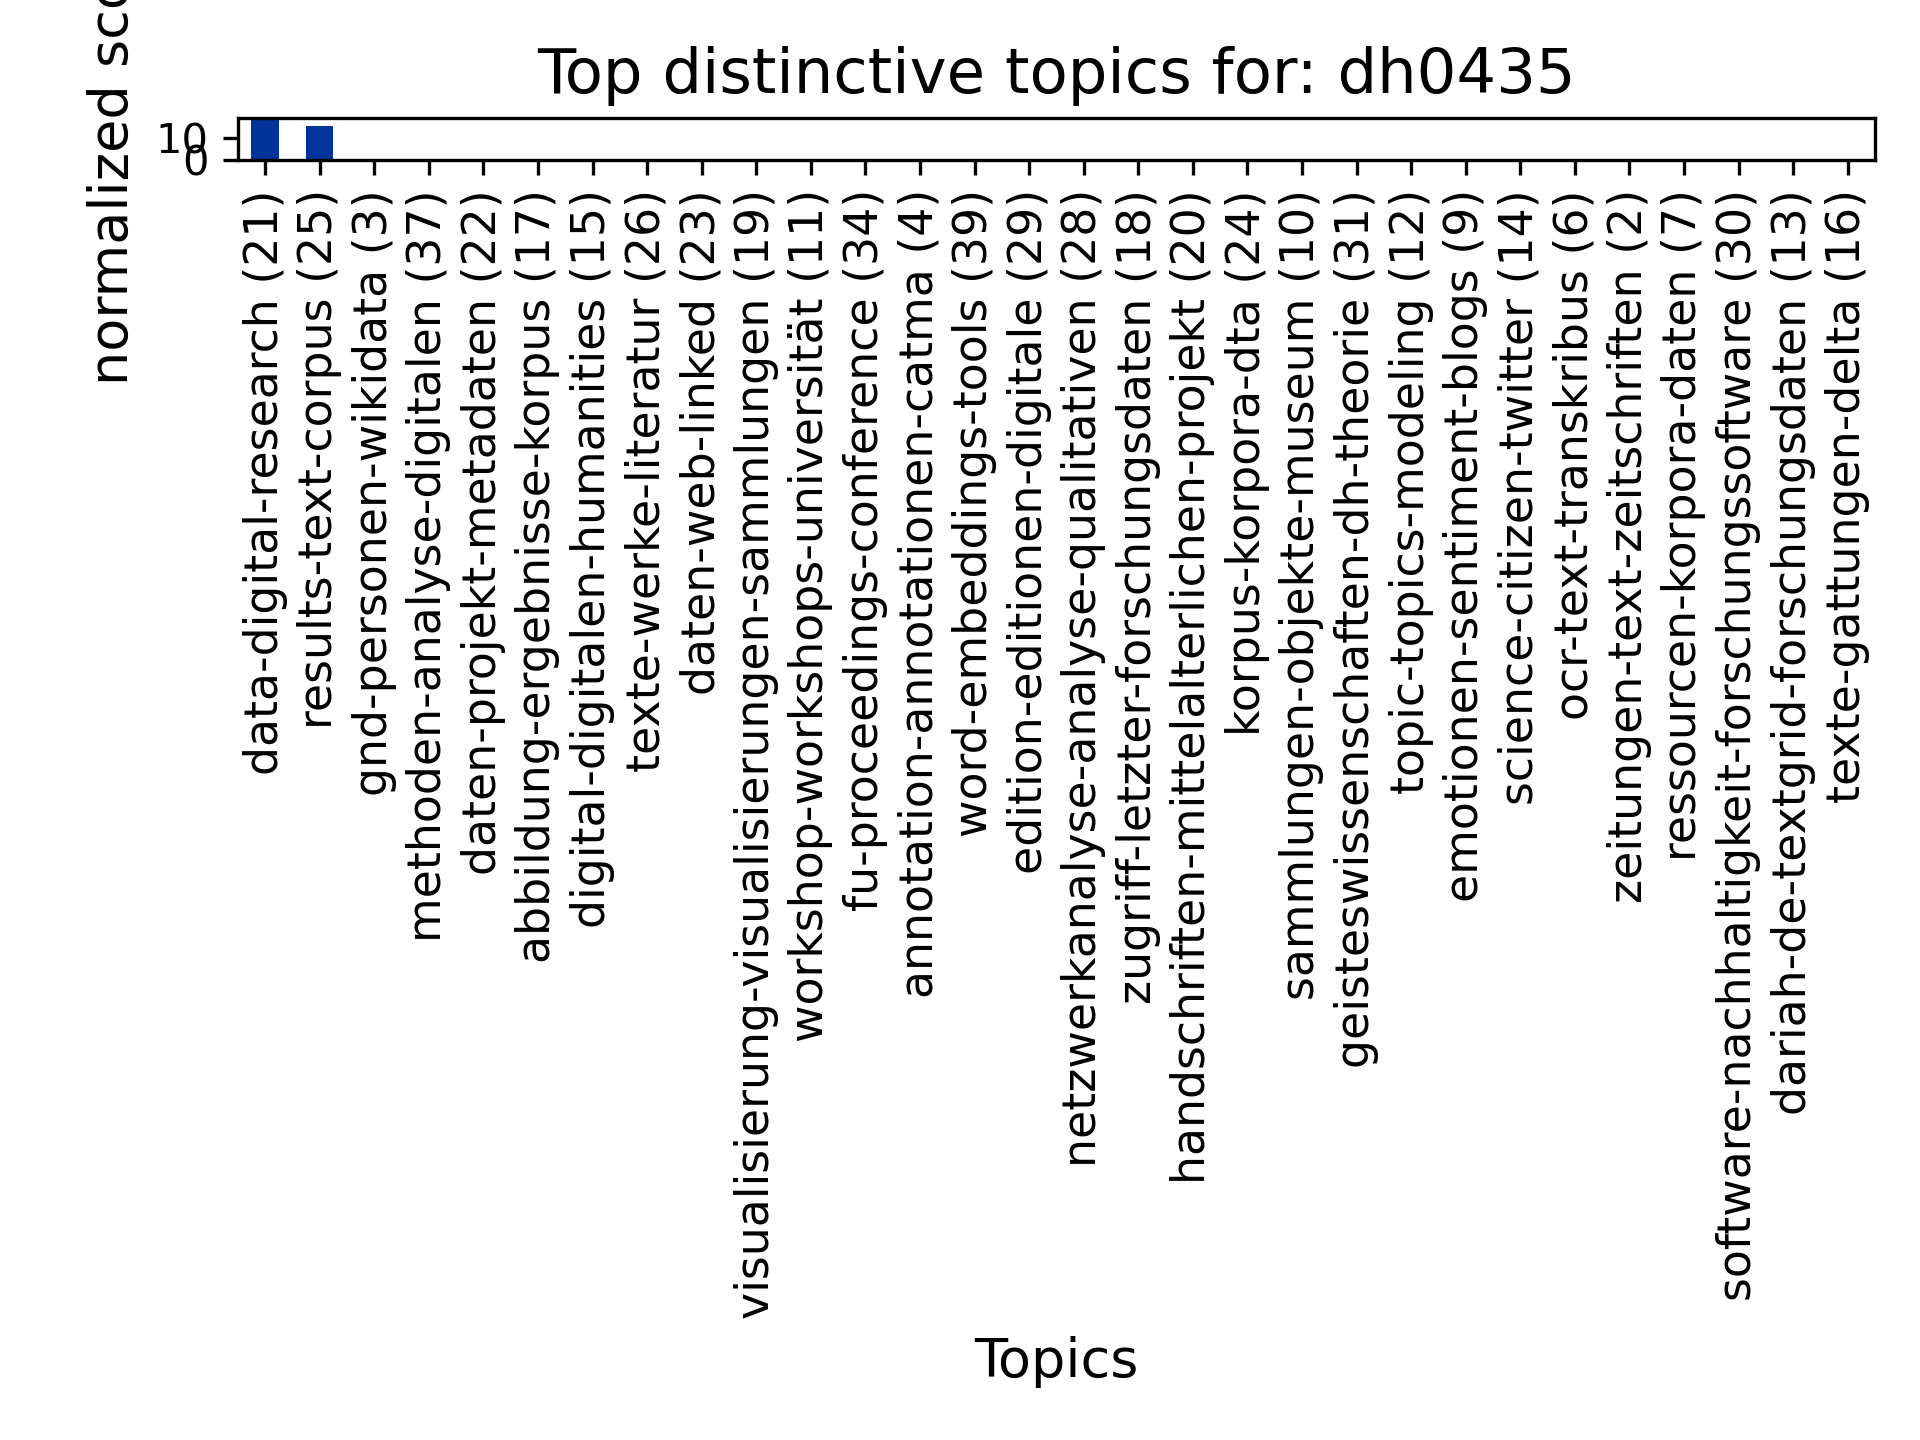 Top distinctive topics for: dh0435
normalized sco
10
0
data-digital-research (21)
results-text-corpus (25)
gnd-personen-wikidata (3)
methoden-analyse-digitalen (37)
daten-projekt-metadaten (22)
abbildung-ergebnisse-korpus (17)
digital-digitalen-humanities (15)
texte-werke-literatur (26)
daten-web-linked (23)
visualisierung-visualisierungen-sammlungen (19)
workshop-workshops-universität (11)
fu-proceedings-conference (34)
annotation-annotationen-catma (4)
word-embeddings-tools (39)
edition-editionen-digitale (29)
netzwerkanalyse-analyse-qualitativen (28)
zugriff-letzter-forschungsdaten (18)
handschriften-mittelalterlichen-projekt (20)
korpus-korpora-dta (24)
sammlungen-objekte-museum (10)
geisteswissenschaften-dh-theorie (31)
topic-topics-modeling (12)
emotionen-sentiment-blogs (9)
science-citizen-twitter (14)
ocr-text-transkribus (6)
zeitungen-text-zeitschriften (2)
ressourcen-korpora-daten (7)
software-nachhaltigkeit-forschungssoftware (30)
dariah-de-textgrid-forschungsdaten (13)
texte-gattungen-delta (16)
Topics